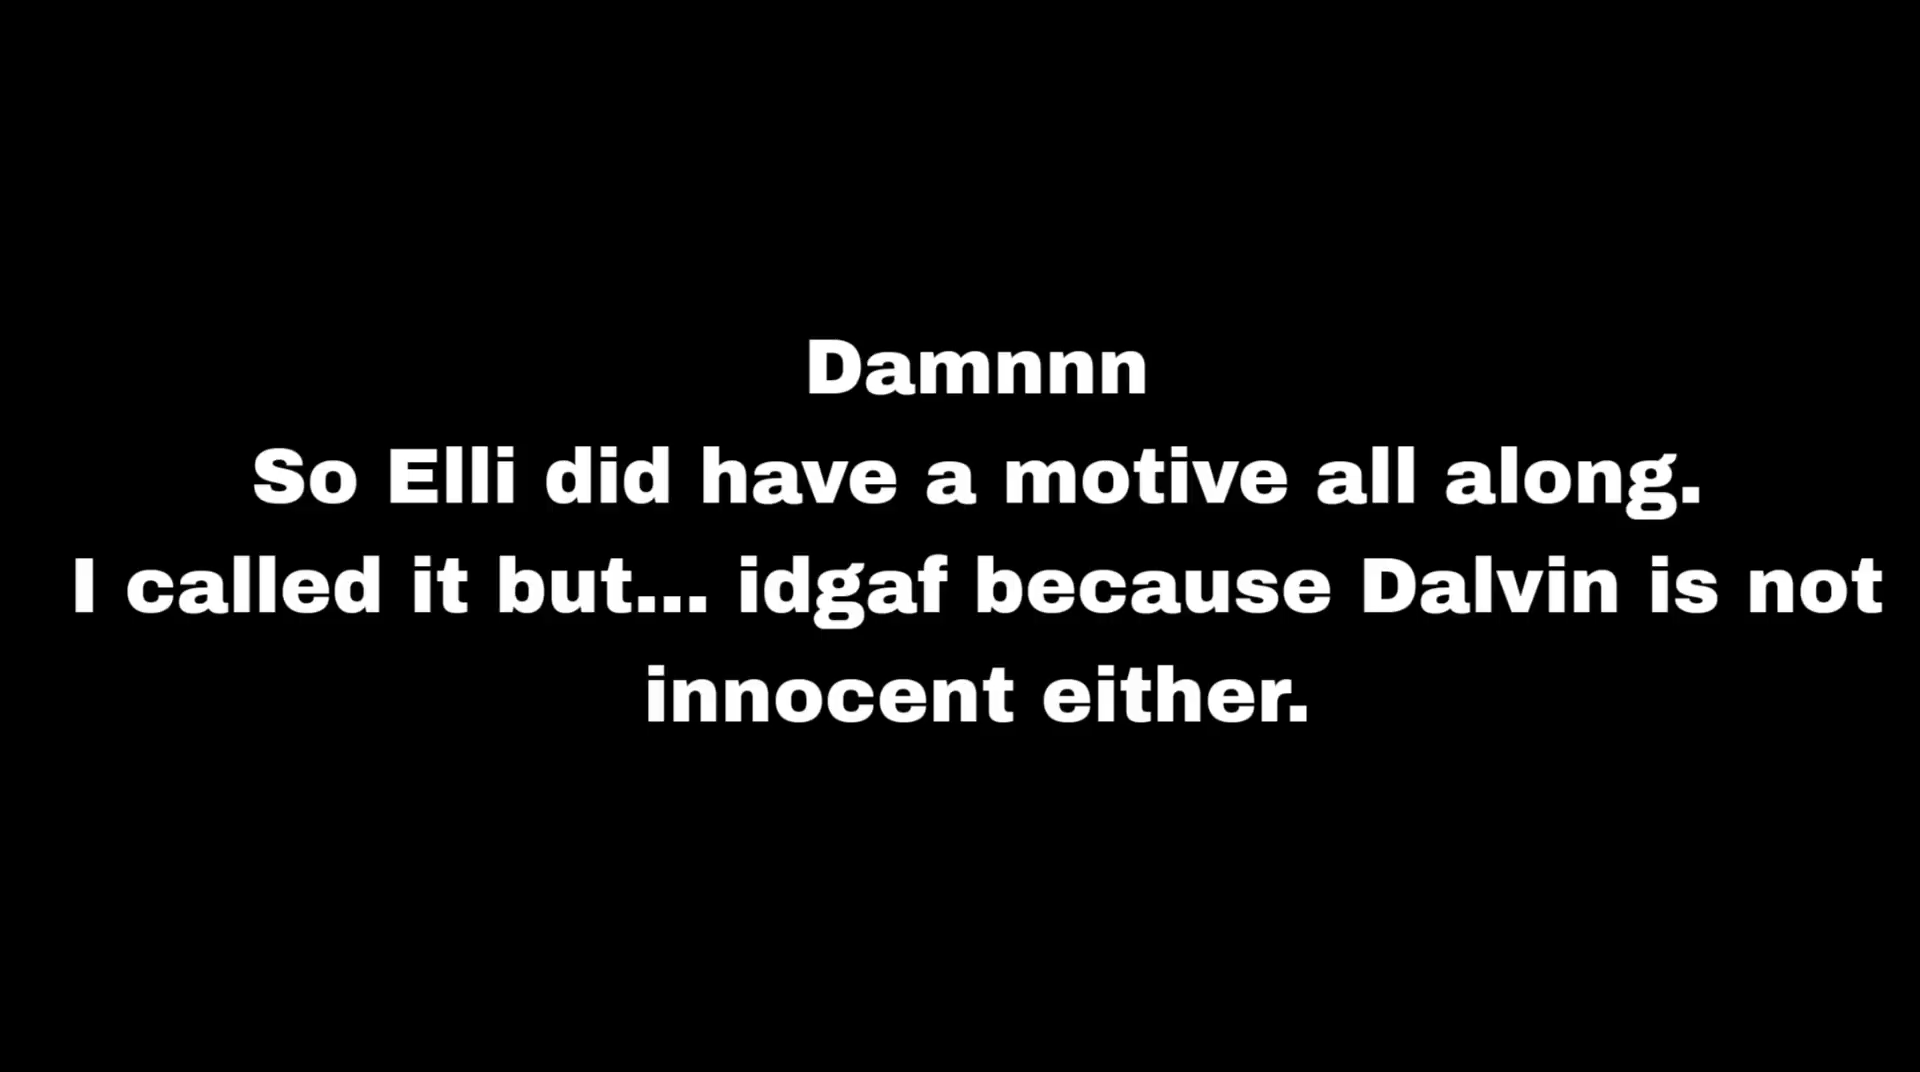 Damnnn
So Elli did have a motive all along.
I called it but... idgaf because Dalvin is not
innocent either.